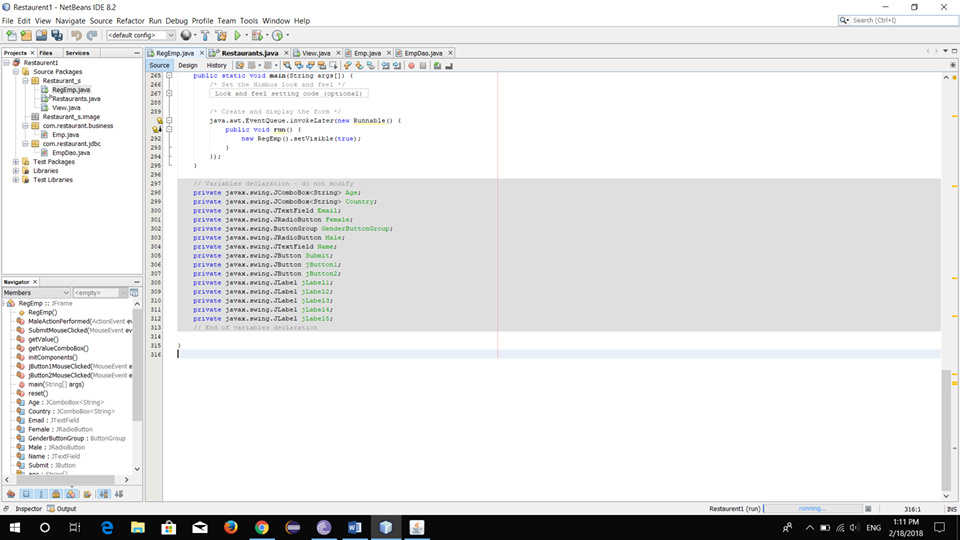 Restaurent1 - NetBeans IDE 8.2
File Edit View Navigate Source Refactor Run Debug Profile Team Tools Window Help
Search (Ctrl+I)
<default config>
Projects Files Services
RegEmp.java Restaurants.java View.java Emp.java EmpDao.java
Source Design History
Restaurent1
Source Packages
Restaurant_s
RegEmp.java
Restaurants.java
View.java
Restaurant_s.image
com.restaurant.business
Emp.java
com.restaurant.jdbc
EmpDao.java
Test Packages
Libraries
Test Libraries
Navigator
Members <empty>
RegEmp :: JFrame
RegEmp()
MaleActionPerformed(ActionEvent ev
SubmitMouseClicked(MouseEvent e
getValue()
getValueComboBox()
initComponents()
jButton1MouseClicked(MouseEvent
jButton2MouseClicked(MouseEvent
main(String[] args)
reset()
Age : JComboBox<String>
Country : JComboBox<String>
Email : JTextField
Female : JRadioButton
GenderButtonGroup : ButtonGroup
Male : JRadioButton
Name : JTextField
Submit : JButton
265 public static void main(String args[]) {
266 /* Set the Nimbus look and feel */
267 Look and feel setting code (optional)
288
289 /* Create and display the form */
java.awt.EventQueue.invokeLater(new Runnable() {
public void run() {
292 new RegEmp().setVisible(true);
293 }
294 });
295 }
296
297 // Variables declaration - do not modify
298 private javax.swing.JComboBox<String> Age;
299 private javax.swing.JComboBox<String> Country;
300 private javax.swing.JTextField Email;
301 private javax.swing.JRadioButton Female;
302 private javax.swing.ButtonGroup GenderButtonGroup;
303 private javax.swing.JRadioButton Male;
304 private javax.swing.JTextField Name;
305 private javax.swing.JButton Submit;
306 private javax.swing.JButton jButton1;
307 private javax.swing.JButton jButton2;
308 private javax.swing.JLabel jLabel1;
309 private javax.swing.JLabel jLabel2;
310 private javax.swing.JLabel jLabel3;
311 private javax.swing.JLabel jLabel4;
312 private javax.swing.JLabel jLabel5;
313 // End of variables declaration
314
315 }
316
Inspector Output
Restaurent1 (run) running... 316:1 INS
ENG
1:11 PM
2/18/2018